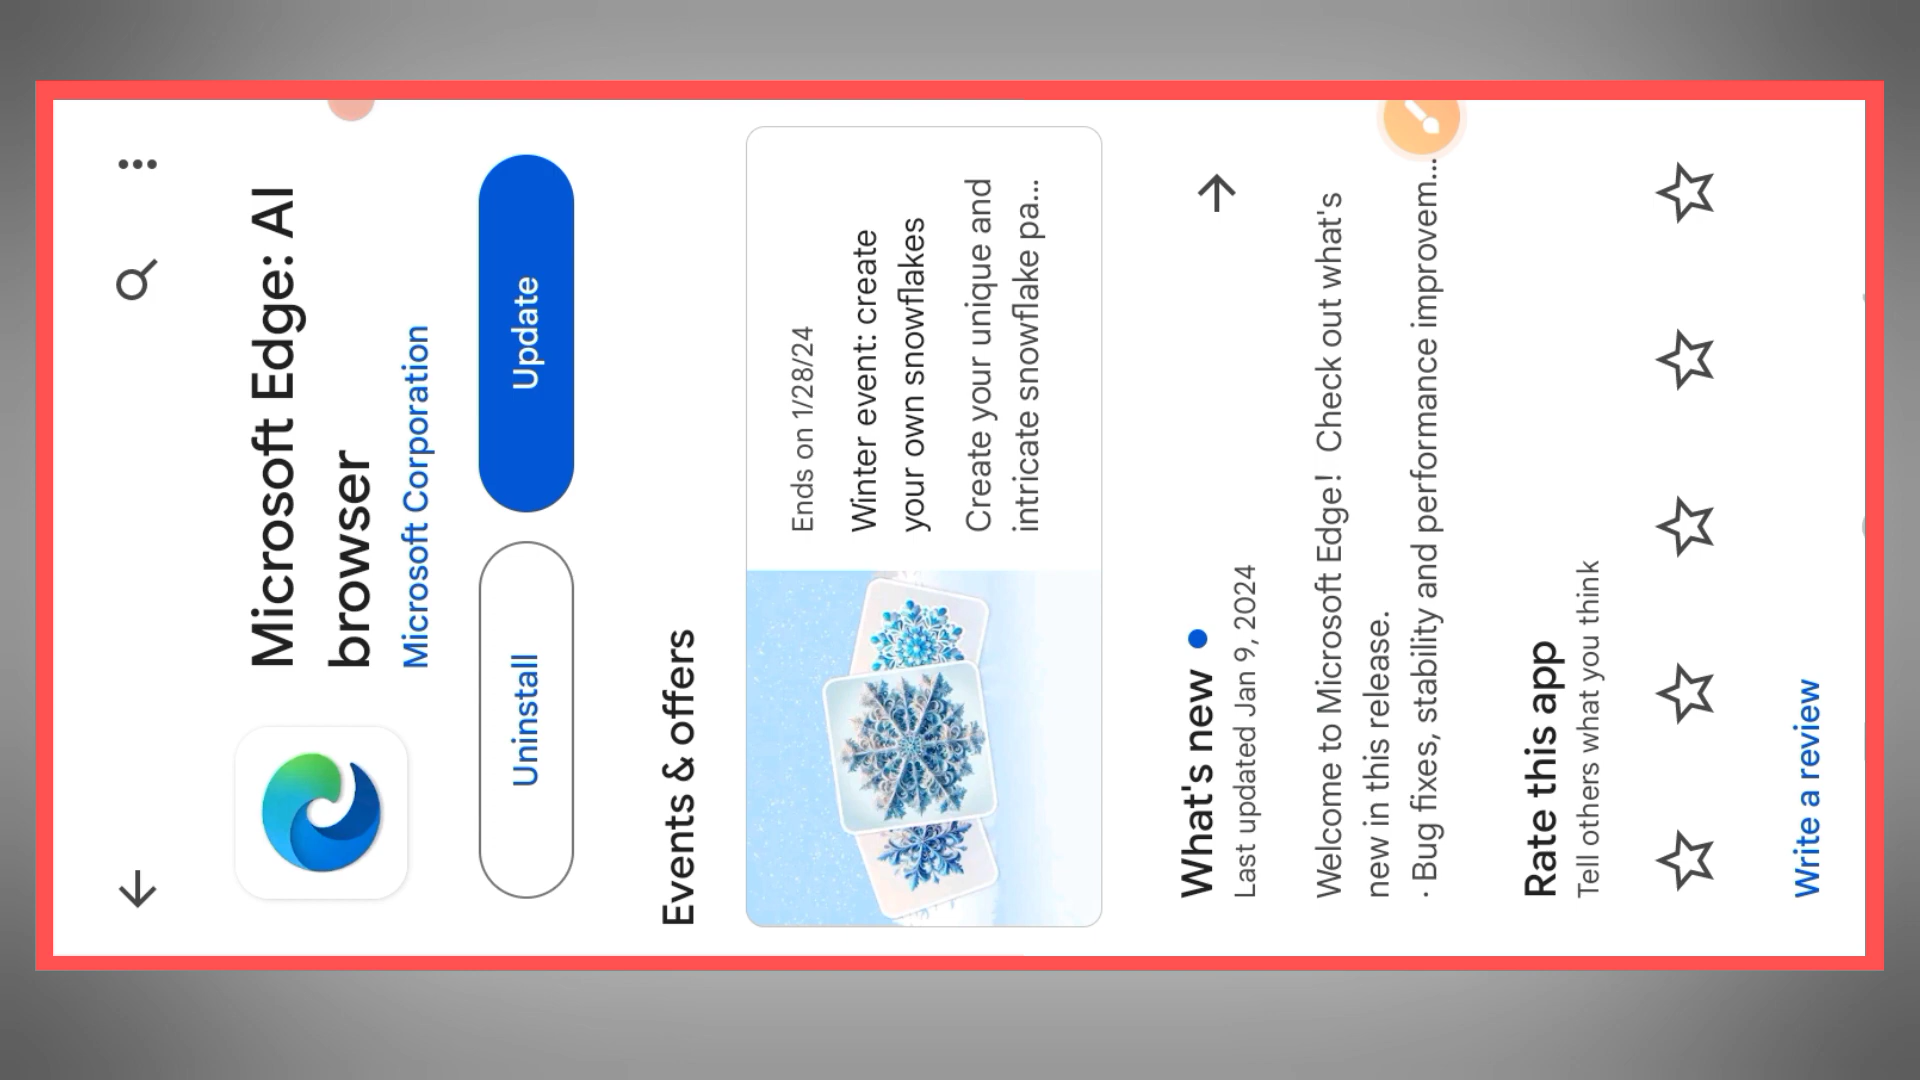 Microsoft Edge: AI
browser
Microsoft Corporation
Uninstall
Update
Events & offers
Ends on 1/28/24
Winter event: create
your own snowflakes
Create your unique and
intricate snowflake pa...
What's new
Last updated Jan 9, 2024
Welcome to Microsoft Edge!  Check out what's
new in this release.
· Bug fixes, stability and performance improvem...
Rate this app
Tell others what you think
Write a review